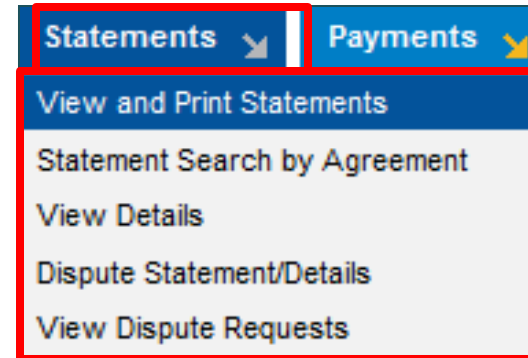 Statements Payments
View and Print Statements
Statement Search by Agreement
View Details
Dispute Statement/Details
View Dispute Requests